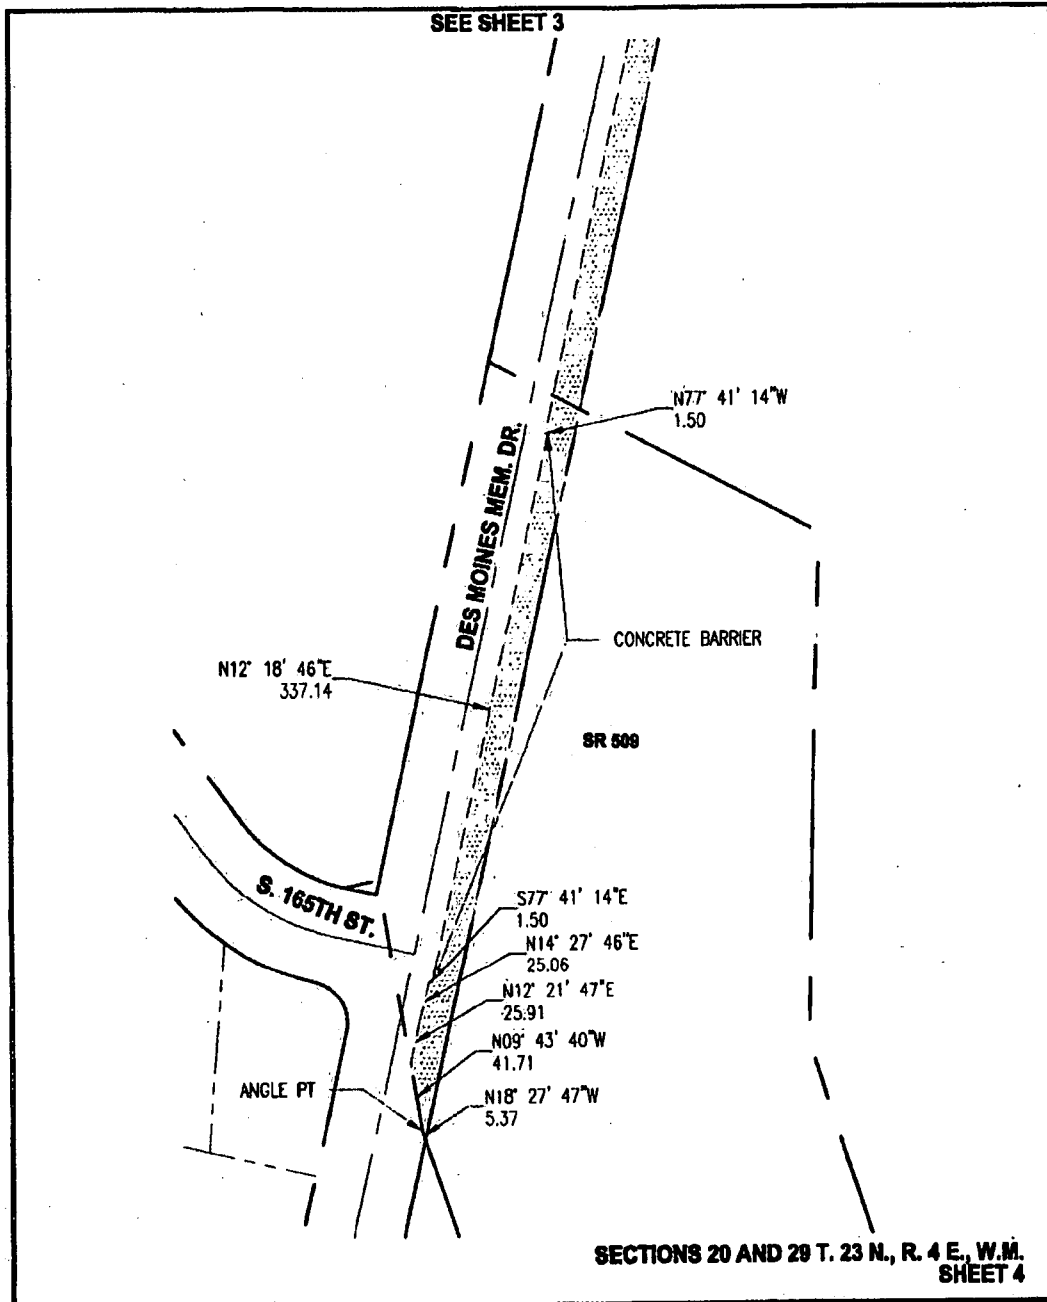 SEE SHEET 3
N77° 41' 14"W
1.50
DES MOINES MEM. DR.
CONCRETE BARRIER
N12° 18' 46"E
337.14
SR 509
S. 165TH ST.
S77° 41' 14"E
1.50
N14° 27' 46"E
25.06
N12° 21' 47"E
25.91
N09° 43' 40"W
41.71
ANGLE PT
N18° 27' 47"W
5.37
SECTIONS 20 AND 29 T. 23 N., R. 4 E., W.M.
SHEET 4